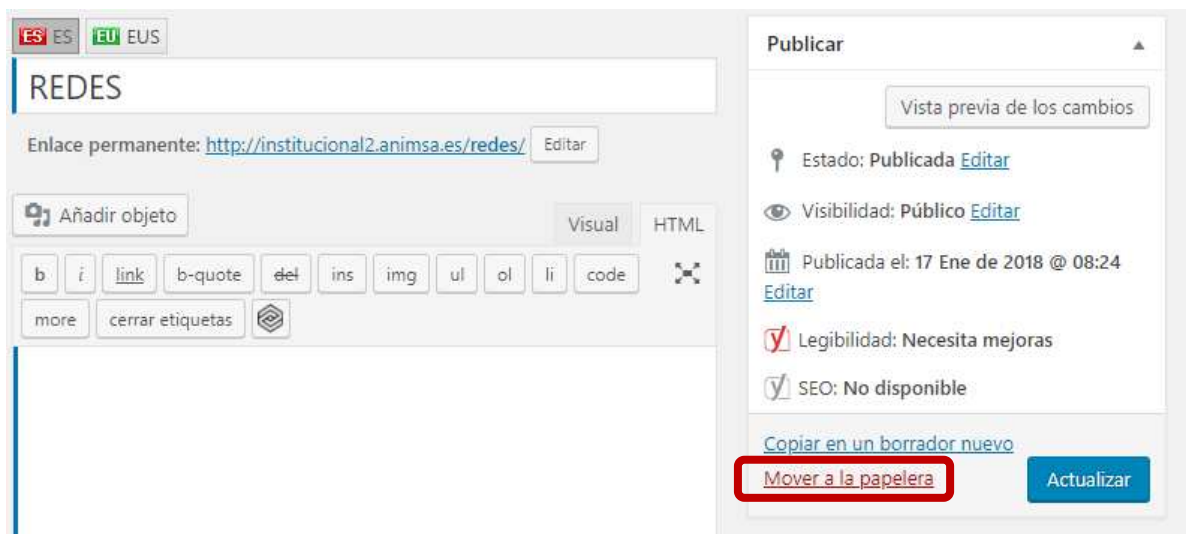 ES ES EU EUS
REDES
Enlace permanente: http://institucional2.animsa.es/redes/ Editar
Añadir objeto
Visual HTML
b i link b-quote del ins img ul ol li code
more cerrar etiquetas
Publicar
Vista previa de los cambios
Estado: Publicada Editar
Visibilidad: Público Editar
Publicada el: 17 Ene de 2018 @ 08:24
Editar
Legibilidad: Necesita mejoras
SEO: No disponible
Copiar en un borrador nuevo
Mover a la papelera
Actualizar